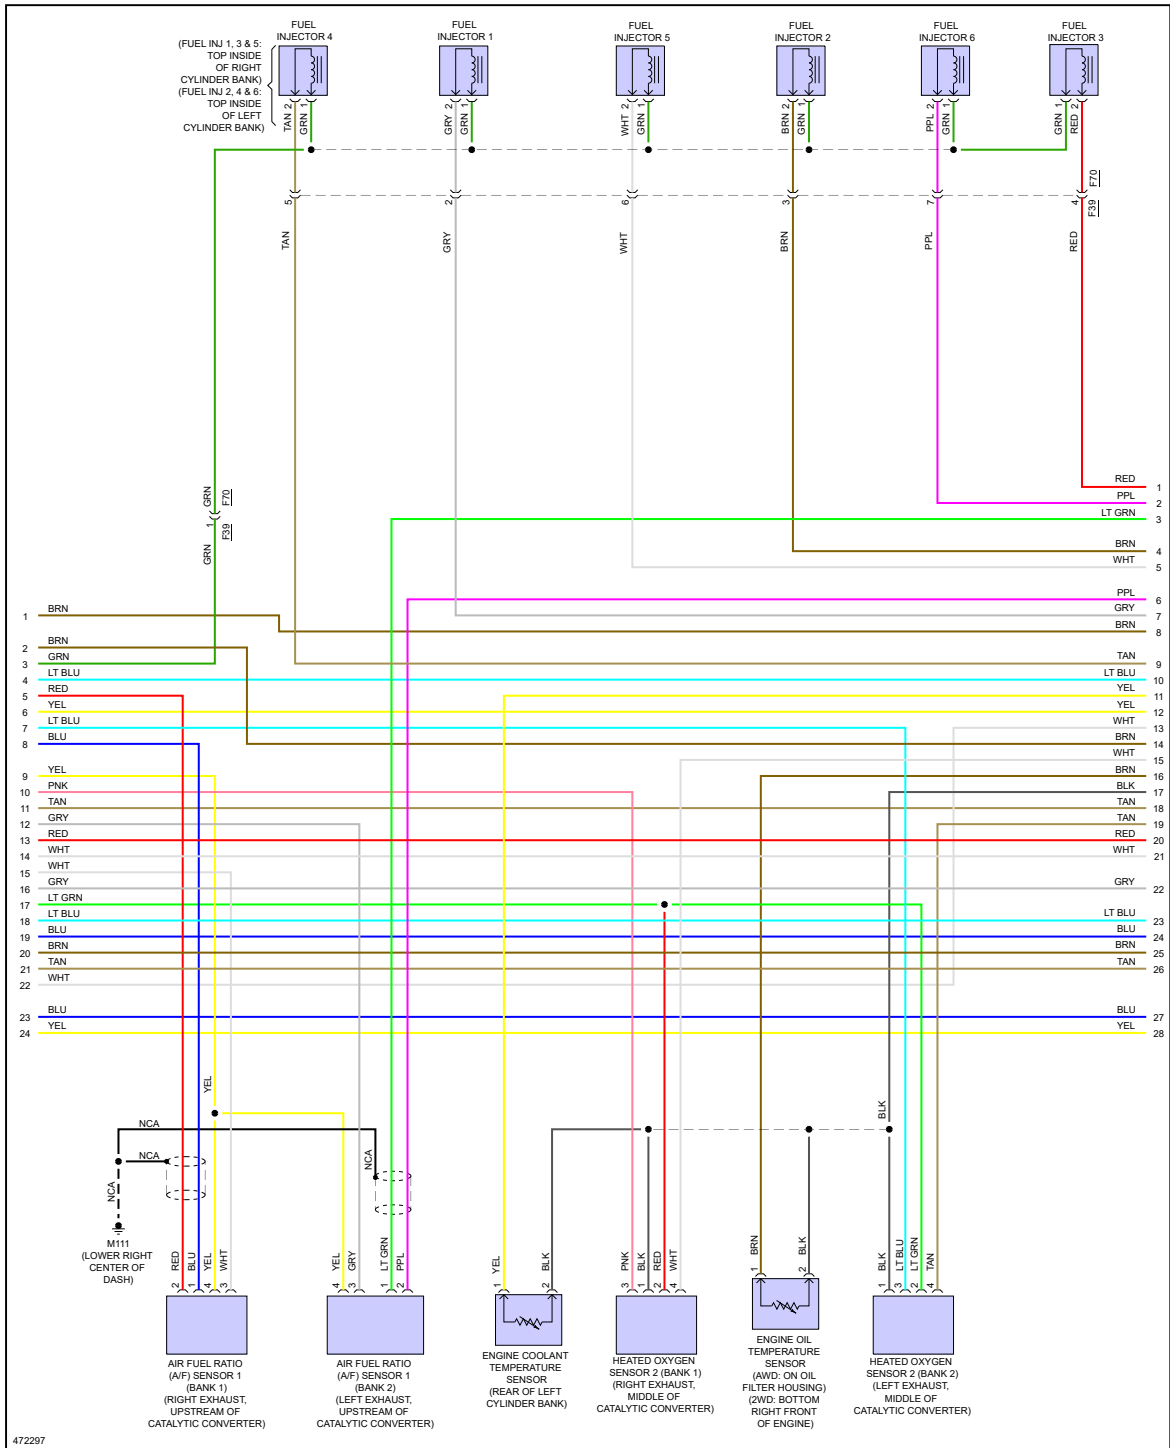 FUEL
INJECTOR 4
FUEL
INJECTOR 1
FUEL
INJECTOR 5
FUEL
INJECTOR 2
FUEL
INJECTOR 6
FUEL
INJECTOR 3
(FUEL INJ 1, 3 & 5:
TOP INSIDE
OF RIGHT
CYLINDER BANK)
(FUEL INJ 2, 4 & 6:
TOP INSIDE
OF LEFT
CYLINDER BANK)
TAN 2
GRN 1
GRY 2
GRN 1
WHT 2
GRN 1
BRN 2
GRN 1
PPL 2
GRN 1
GRN 1
RED 2
5
2
6
3
7
4
F70
F39
TAN
GRY
WHT
BRN
PPL
RED
GRN
F70
1
F39
GRN
RED 1
PPL 2
LT GRN 3
BRN 4
WHT 5
PPL 6
GRY 7
BRN 8
TAN 9
LT BLU 10
YEL 11
YEL 12
WHT 13
BRN 14
WHT 15
BRN 16
BLK 17
TAN 18
TAN 19
RED 20
WHT 21
GRY 22
LT BLU 23
BLU 24
BRN 25
TAN 26
BLU 27
YEL 28
1 BRN
2 BRN
3 GRN
4 LT BLU
5 RED
6 YEL
7 LT BLU
8 BLU
9 YEL
10 PNK
11 TAN
12 GRY
13 RED
14 WHT
15 WHT
16 GRY
17 LT GRN
18 LT BLU
19 BLU
20 BRN
21 TAN
22 WHT
23 BLU
24 YEL
YEL
BLK
NCA
NCA
NCA
NCA
M111
(LOWER RIGHT
CENTER OF
DASH)
2 RED
1 BLU
4 YEL
3 WHT
4 YEL
3 GRY
1 LT GRN
2 PPL
1 YEL
2 BLK
3 PNK
1 BLK
2 RED
4 WHT
1 BRN
2 BLK
1 BLK
3 LT BLU
2 LT GRN
4 TAN
AIR FUEL RATIO
(A/F) SENSOR 1
(BANK 1)
(RIGHT EXHAUST,
UPSTREAM OF
CATALYTIC CONVERTER)
AIR FUEL RATIO
(A/F) SENSOR 1
(BANK 2)
(LEFT EXHAUST,
UPSTREAM OF
CATALYTIC CONVERTER)
ENGINE COOLANT
TEMPERATURE
SENSOR
(REAR OF LEFT
CYLINDER BANK)
HEATED OXYGEN
SENSOR 2 (BANK 1)
(RIGHT EXHAUST,
MIDDLE OF
CATALYTIC CONVERTER)
ENGINE OIL
TEMPERATURE
SENSOR
(AWD: ON OIL
FILTER HOUSING)
(2WD: BOTTOM
RIGHT FRONT
OF ENGINE)
HEATED OXYGEN
SENSOR 2 (BANK 2)
(LEFT EXHAUST,
MIDDLE OF
CATALYTIC CONVERTER)
472297